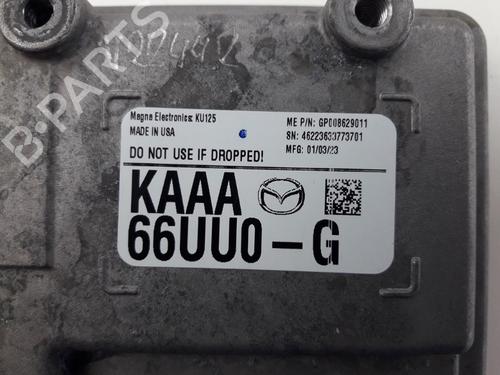 B-PARTS
Magna Electronics: KU125
ME P/N: GP008629011
MADE IN USA
SN: 46223633773701
DO NOT USE IF DROPPED!
MFG: 01/03/23
KAAA
66UU0-G